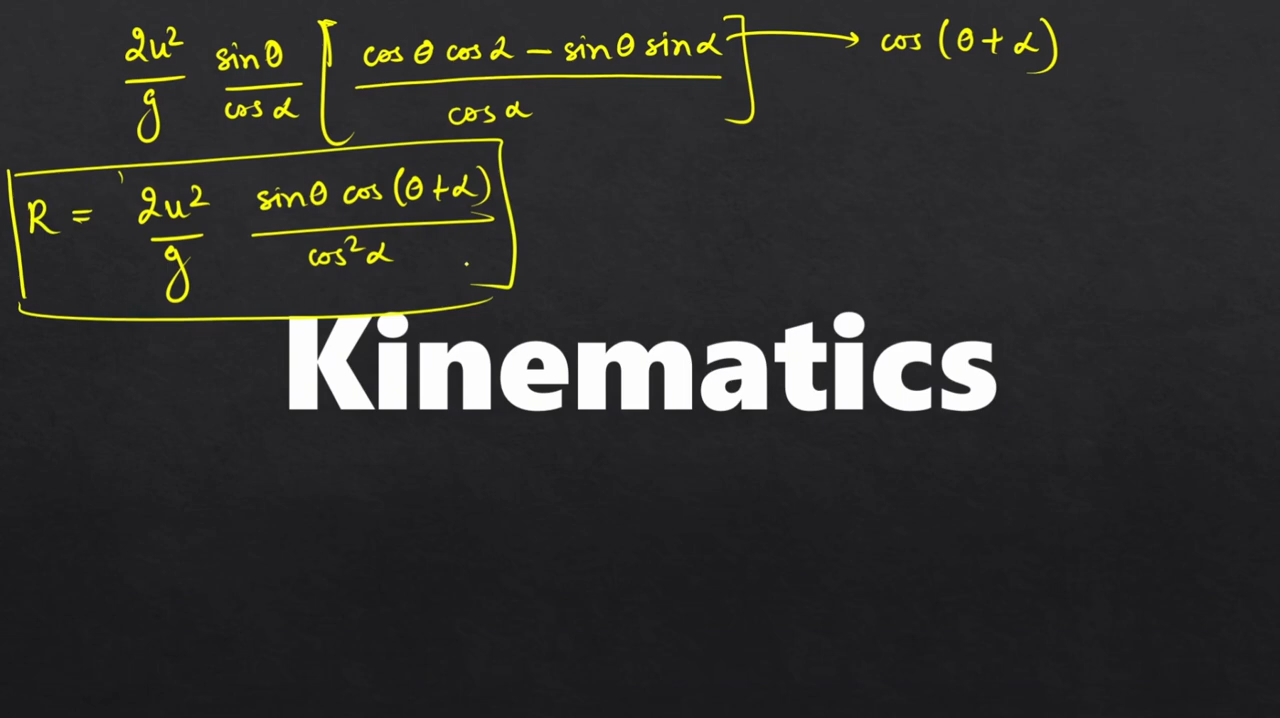 2u²/g sinθ/cosα [(cosθ cosα − sinθ sinα)/cosα] → cos(θ+α)
R = 2u²/g sinθ cos(θ+α)/cos²α
Kinematics